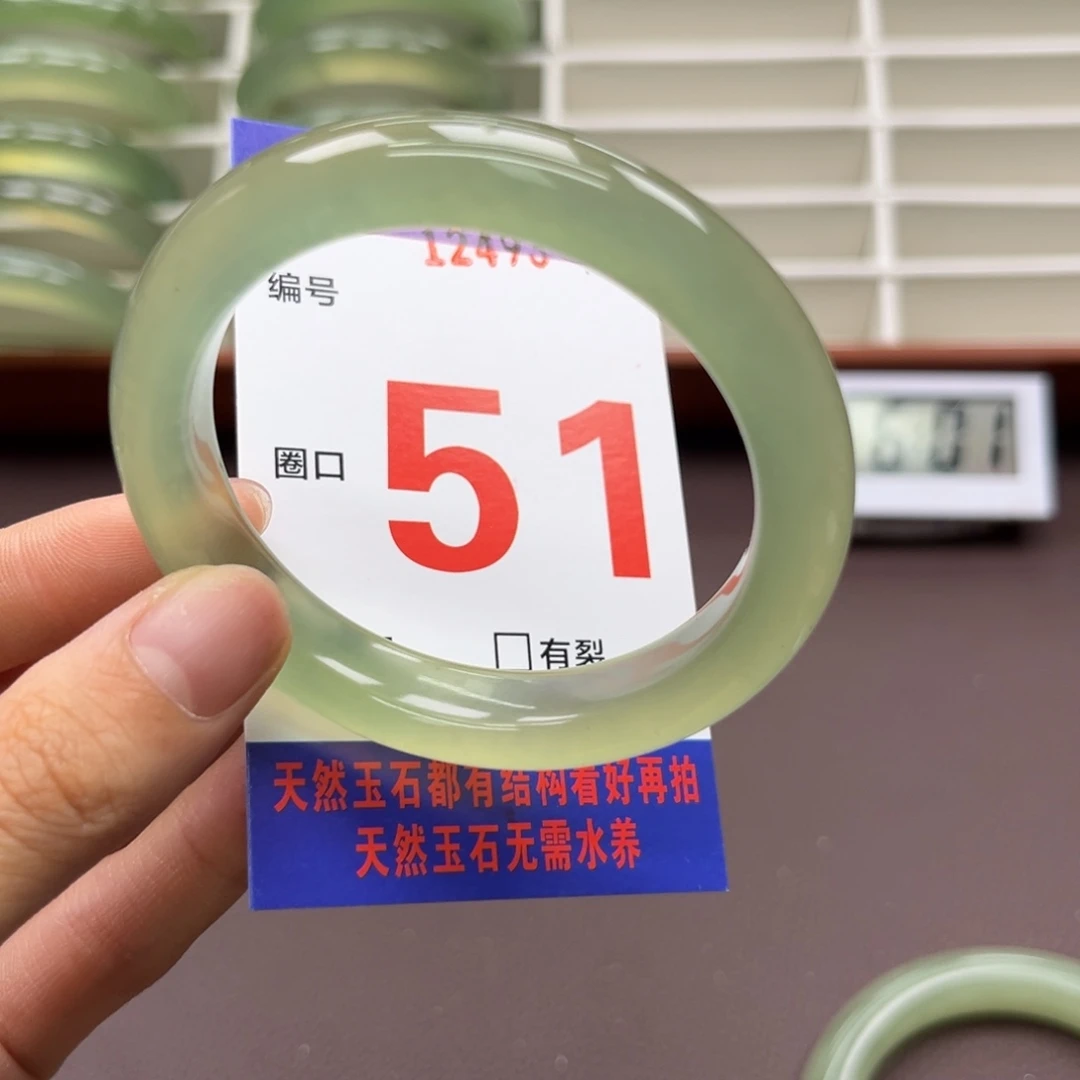 编号
圈口 51
□有裂
天然玉石都有结构看好再拍
天然玉石无需水养